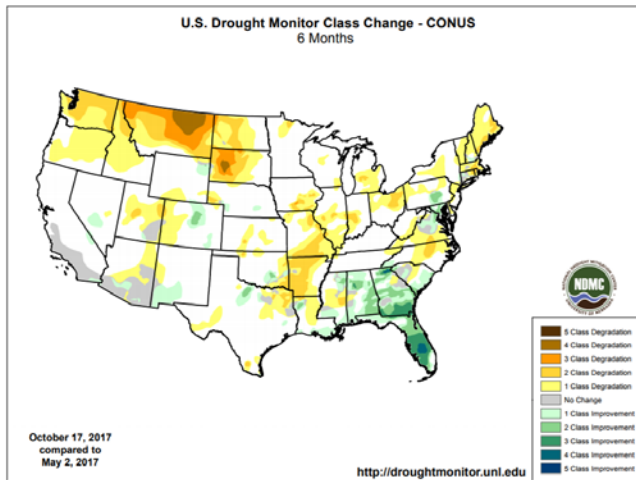 U.S. Drought Monitor Class Change - CONUS
6 Months
NDMC
5 Class Degradation
4 Class Degradation
3 Class Degradation
2 Class Degradation
1 Class Degradation
No Change
1 Class Improvement
2 Class Improvement
3 Class Improvement
4 Class Improvement
5 Class Improvement
October 17, 2017
compared to
May 2, 2017
http://droughtmonitor.unl.edu